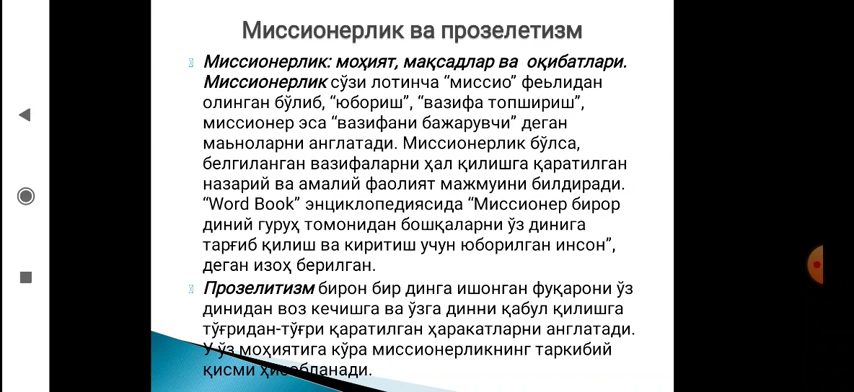 Миссионерлик ва прозелетизм
Миссионерлик: моҳият, мақсадлар ва оқибатлари.
Миссионерлик сўзи лотинча “миссио” феьлидан
олинган бўлиб, “юбориш”, “вазифа топшириш”,
миссионер эса “вазифани бажарувчи” деган
маьноларни англатади. Миссионерлик бўлса,
белгиланган вазифаларни ҳал қилишга қаратилган
назарий ва амалий фаолият мажмуини билдиради.
“Word Book” энциклопедиясида “Миссионер бирор
диний гуруҳ томонидан бошқаларни ўз динига
тарғиб қилиш ва киритиш учун юборилган инсон”,
деган изоҳ берилган.
Прозелитизм бирон бир динга ишонган фуқарони ўз
динидан воз кечишга ва ўзга динни қабул қилишга
тўғридан-тўғри қаратилган ҳаракатларни англатади.
У ўз моҳиятига кўра миссионерликнинг таркибий
қисми ҳисобланади.